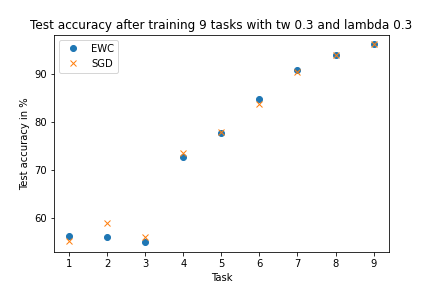 Test accuracy after training 9 tasks with tw 0.3 and lambda 0.3
EWC
SGD
Test accuracy in %
90
80
70
60
1 2 3 4 5 6 7 8 9
Task